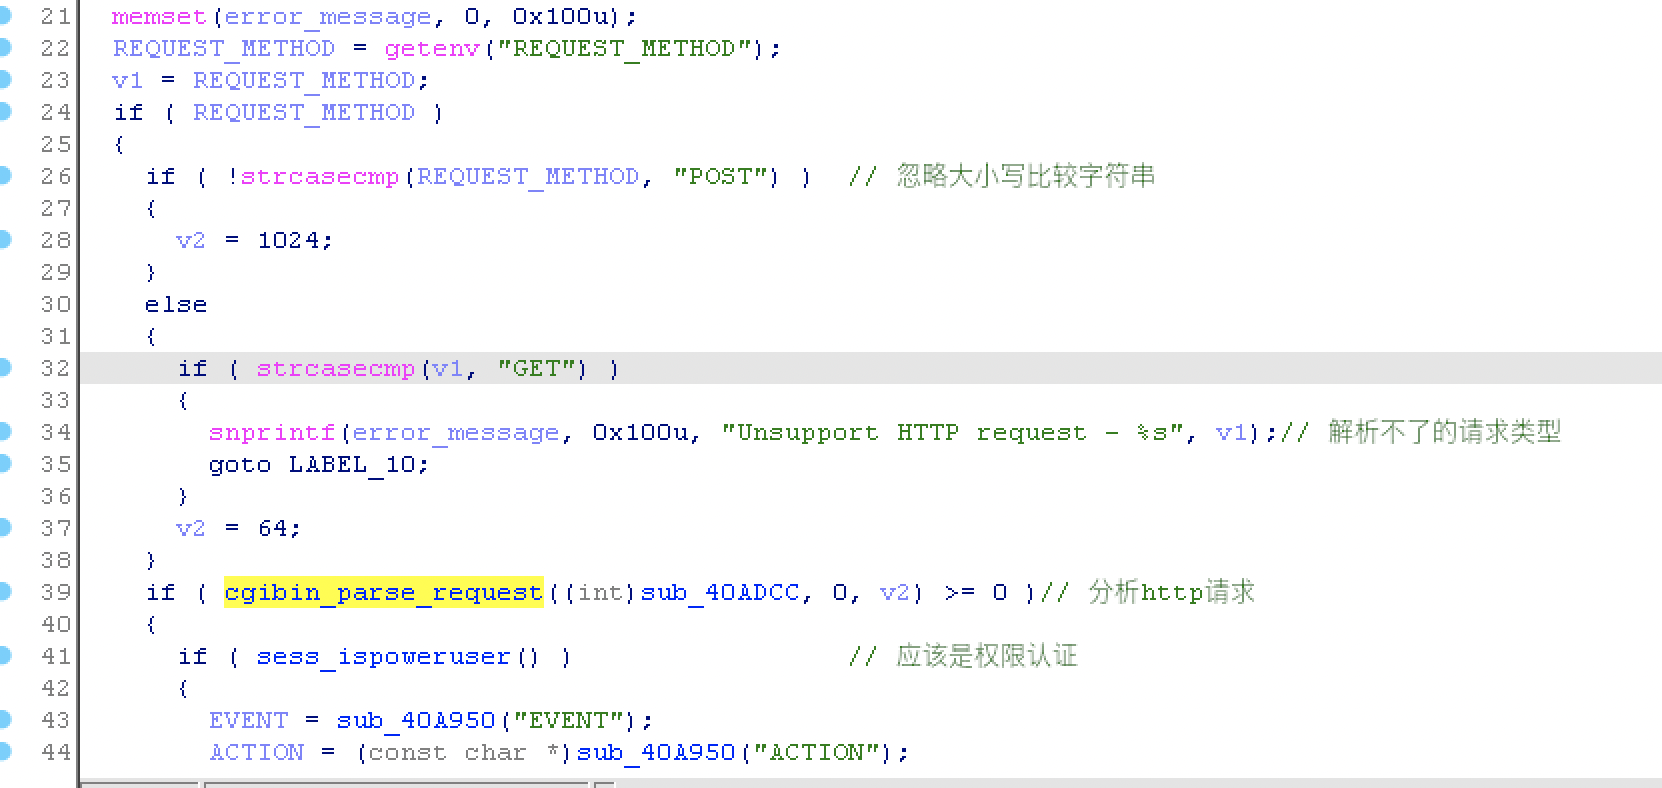 21 memset(error_message, 0, 0x100u);
22 REQUEST_METHOD = getenv("REQUEST_METHOD");
23 v1 = REQUEST_METHOD;
24 if ( REQUEST_METHOD )
25 {
26 if ( !strcasecmp(REQUEST_METHOD, "POST") ) // 忽略大小写比较字符串
27 {
28 v2 = 1024;
29 }
30 else
31 {
32 if ( strcasecmp(v1, "GET") )
33 {
34 snprintf(error_message, 0x100u, "Unsupport HTTP request - %s", v1);// 解析不了的请求类型
35 goto LABEL_10;
36 }
37 v2 = 64;
38 }
39 if ( cgibin_parse_request((int)sub_40ADCC, 0, v2) >= 0 )// 分析http请求
40 {
41 if ( sess_ispoweruser() ) // 应该是权限认证
42 {
43 EVENT = sub_40A950("EVENT");
44 ACTION = (const char *)sub_40A950("ACTION");